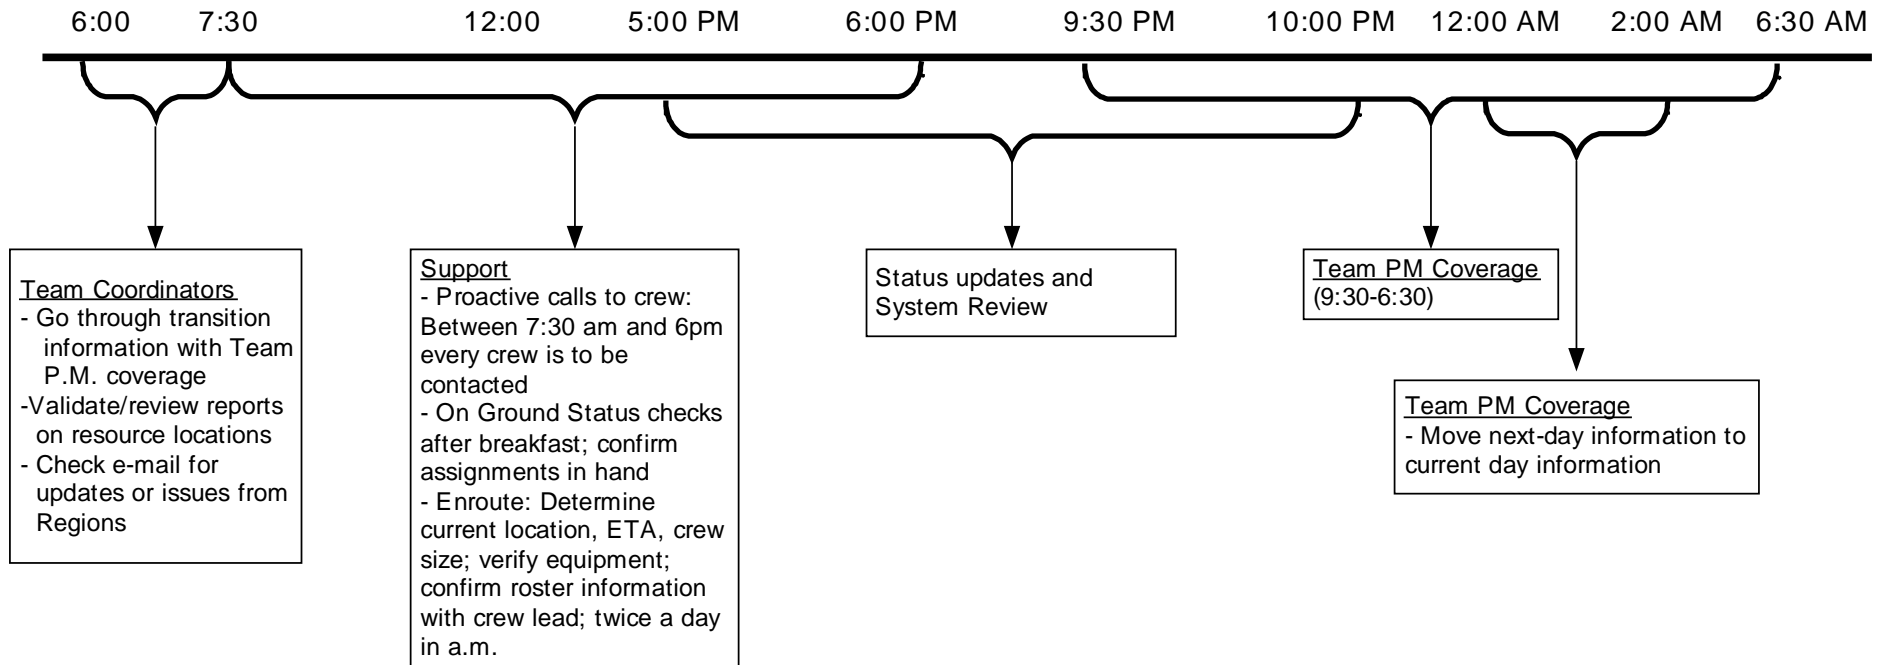 6:00 7:30 12:00 5:00 PM 6:00 PM 9:30 PM 10:00 PM 12:00 AM 2:00 AM 6:30 AM
Team Coordinators
- Go through transition
information with Team
P.M. coverage
-Validate/review reports
on resource locations
- Check e-mail for
updates or issues from
Regions
Support
- Proactive calls to crew:
Between 7:30 am and 6pm
every crew is to be
contacted
- On Ground Status checks
after breakfast; confirm
assignments in hand
- Enroute: Determine
current location, ETA, crew
size; verify equipment;
confirm roster information
with crew lead; twice a day
in a.m.
Status updates and
System Review
Team PM Coverage
(9:30-6:30)
Team PM Coverage
- Move next-day information to
current day information